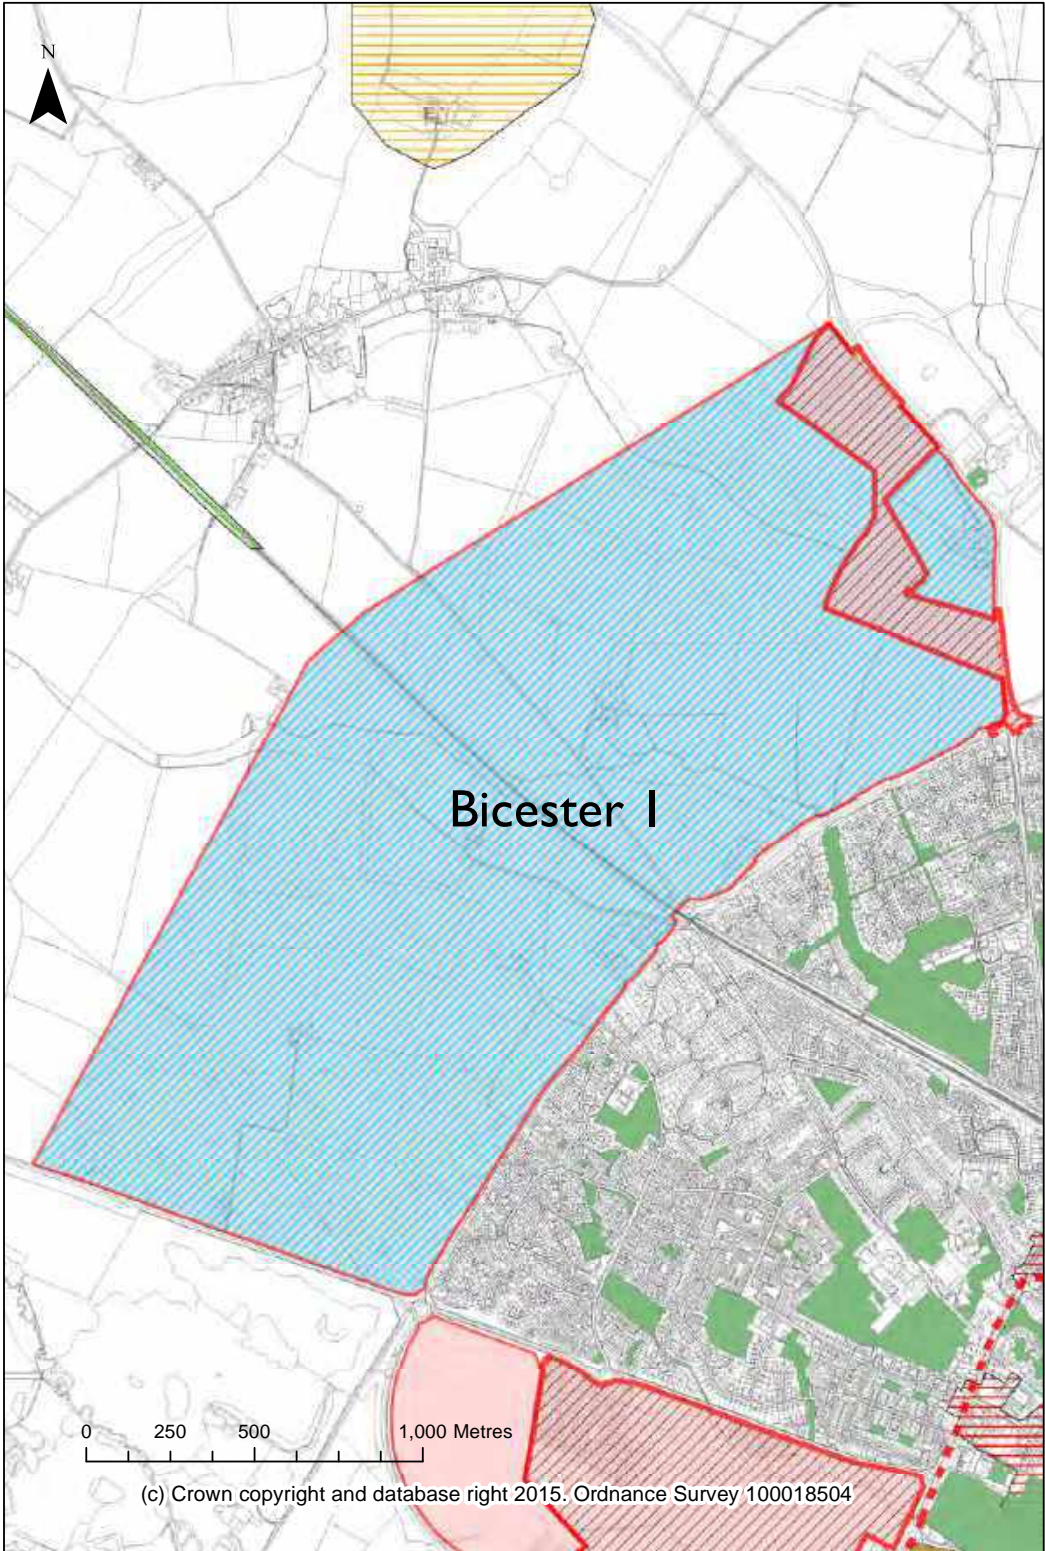 N
Bicester 1
0 250 500 1,000 Metres
(c) Crown copyright and database right 2015. Ordnance Survey 100018504